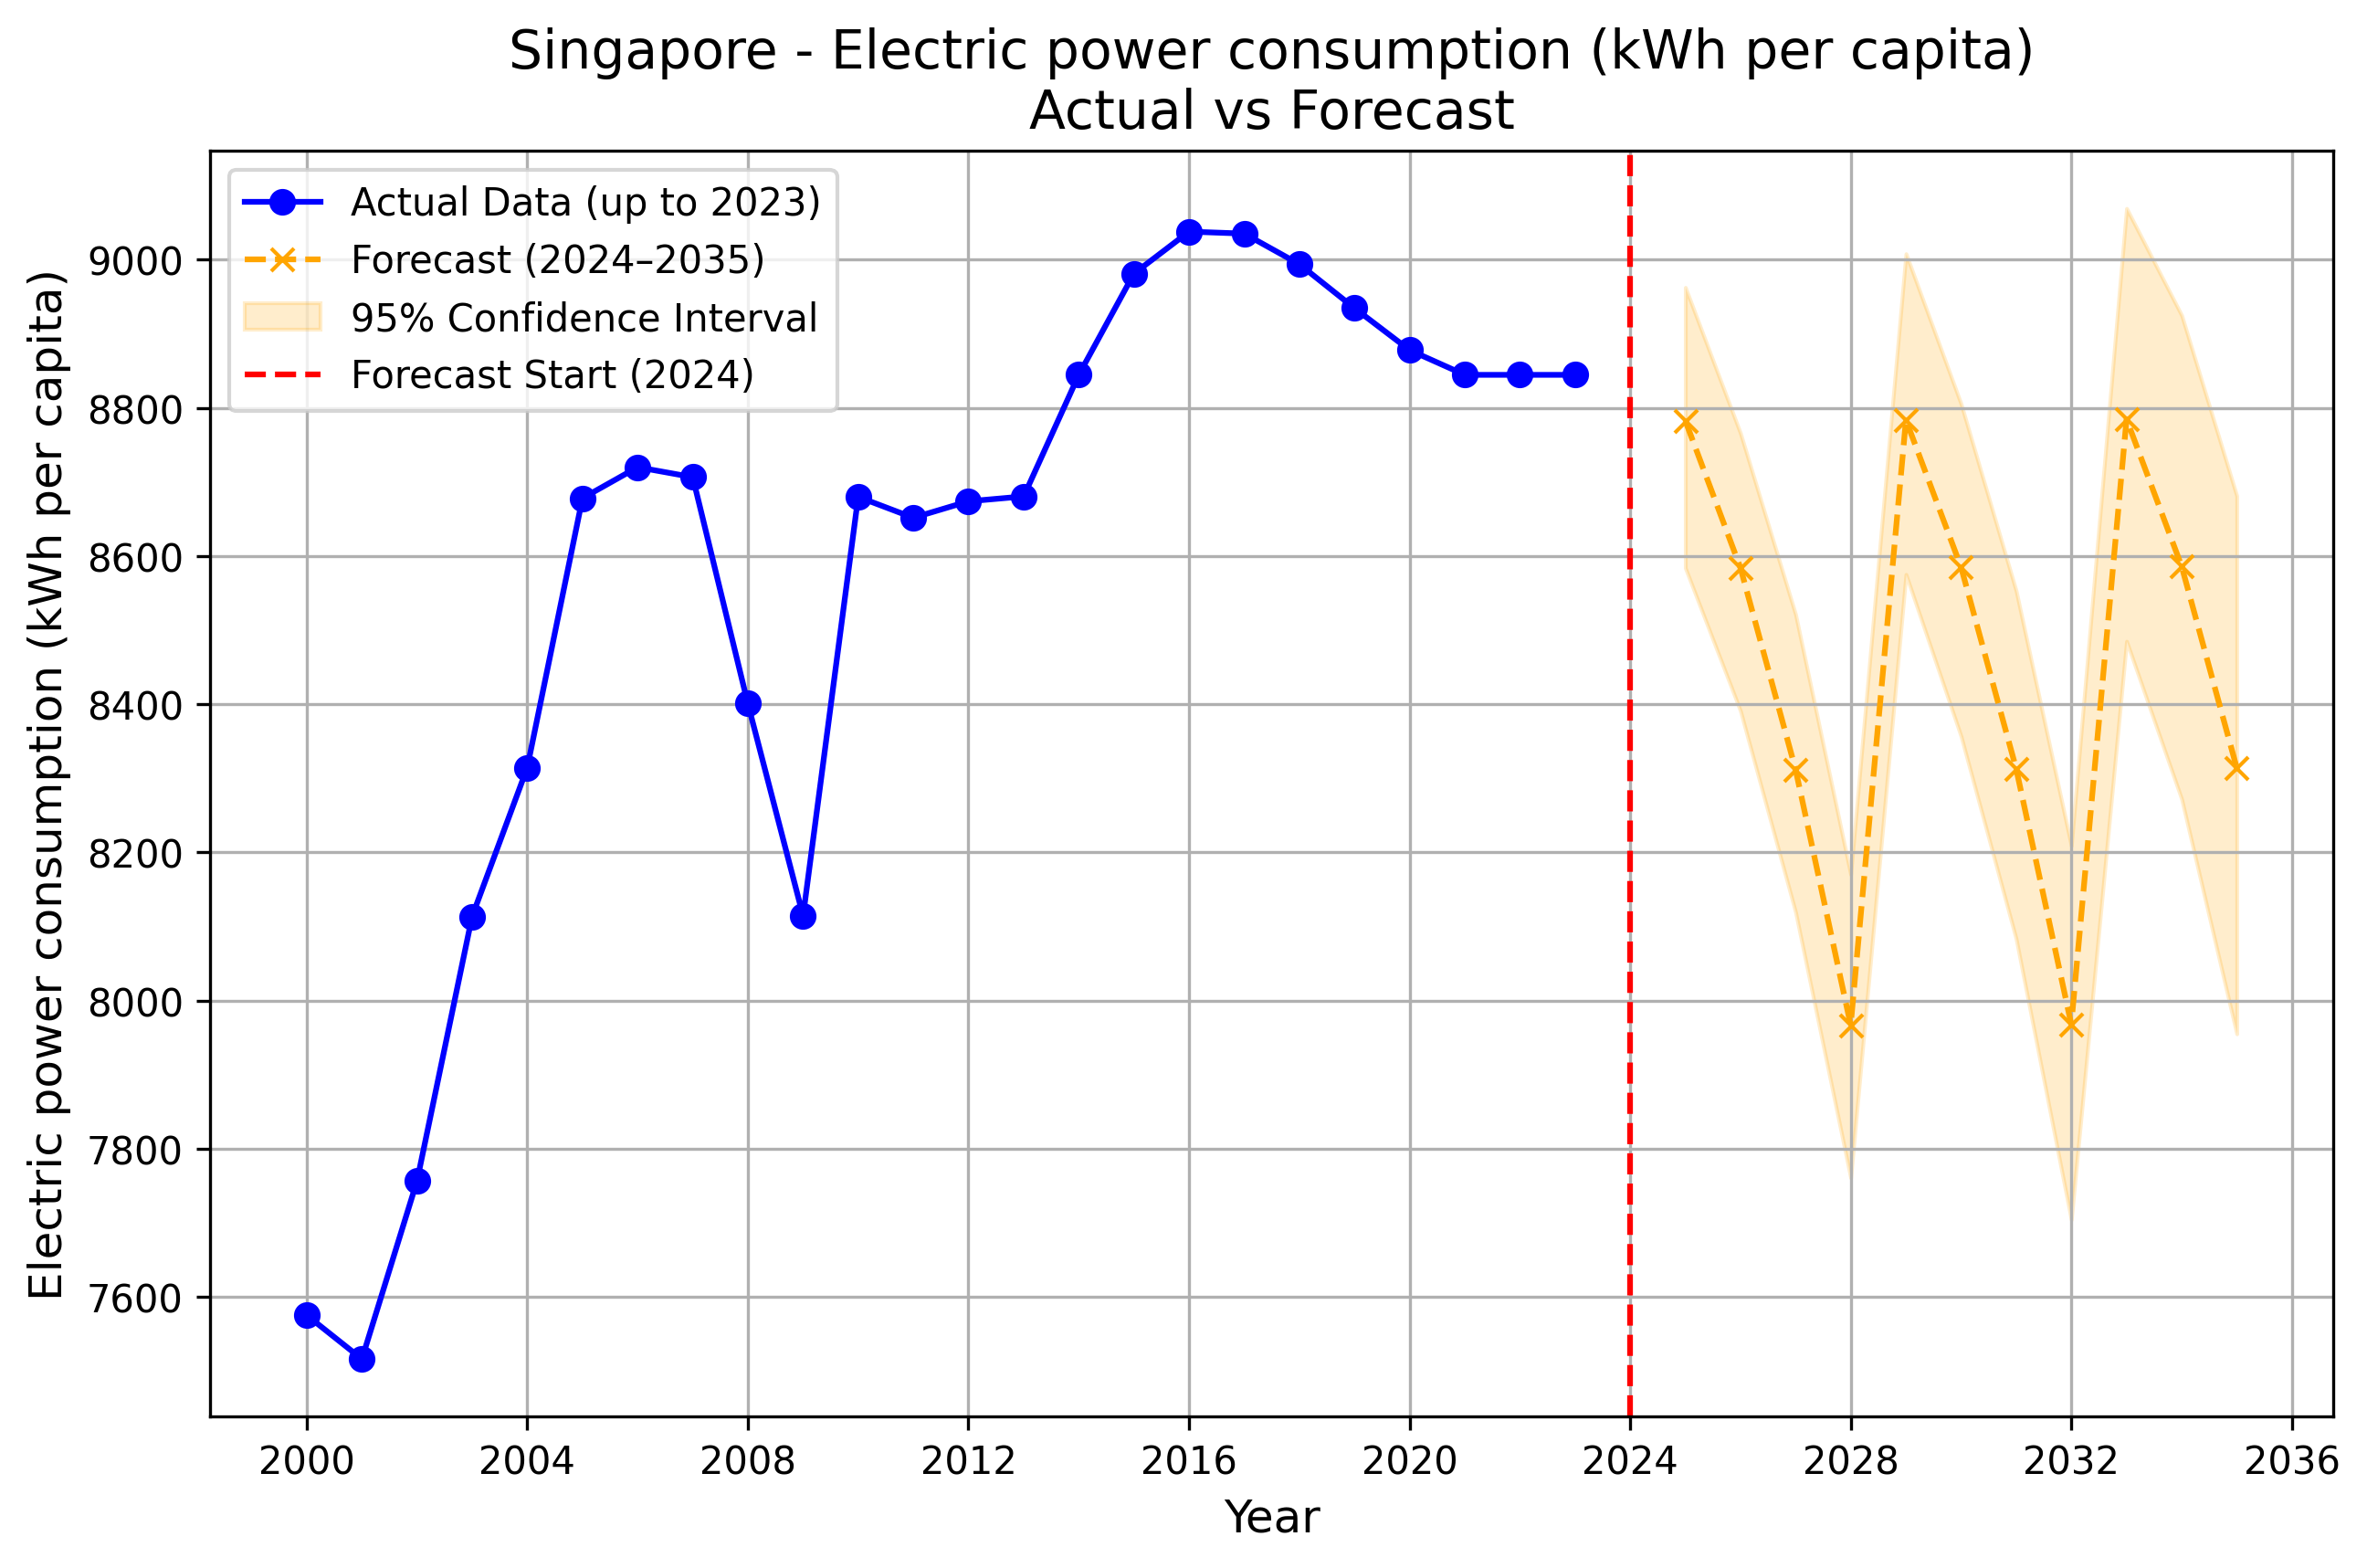 Singapore - Electric power consumption (kWh per capita)
Actual vs Forecast
Actual Data (up to 2023)
Forecast (2024–2035)
95% Confidence Interval
Forecast Start (2024)
Electric power consumption (kWh per capita)
9000
8800
8600
8400
8200
8000
7800
7600
2000 2004 2008 2012 2016 2020 2024 2028 2032 2036
Year